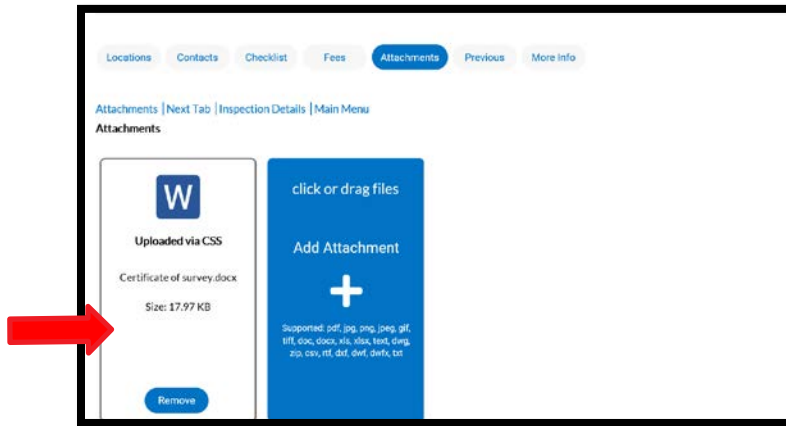 Locations Contacts Checklist Fees Attachments Previous More Info
Attachments | Next Tab | Inspection Details | Main Menu
Attachments
W
Uploaded via CSS
Certificate of survey.docx
Size: 17.97 KB
Remove
click or drag files
Add Attachment
Supported: pdf, jpg, png, jpeg, gif,
tiff, doc, docx, xls, xlsx, text, dwg,
zip, csv, rtf, dxf, dwf, dwfx, txt